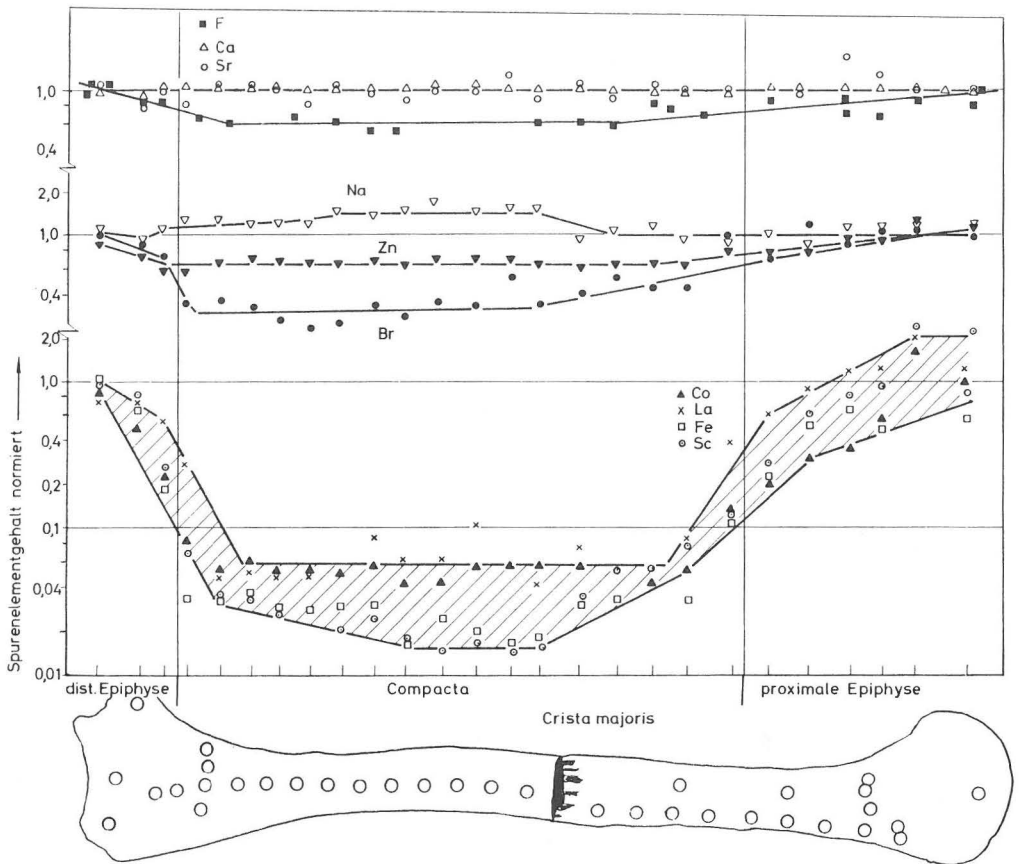 F
Ca
Sr
1,0
0,4
Na
2,0
1,0
Zn
0,4
Br
2,0
1,0
Co
La
Fe
Sc
0,4
0,2
0,1
0,04
0,02
0,01
Spurenelementgehalt normiert
dist. Epiphyse Compacta proximale Epiphyse
Crista majoris